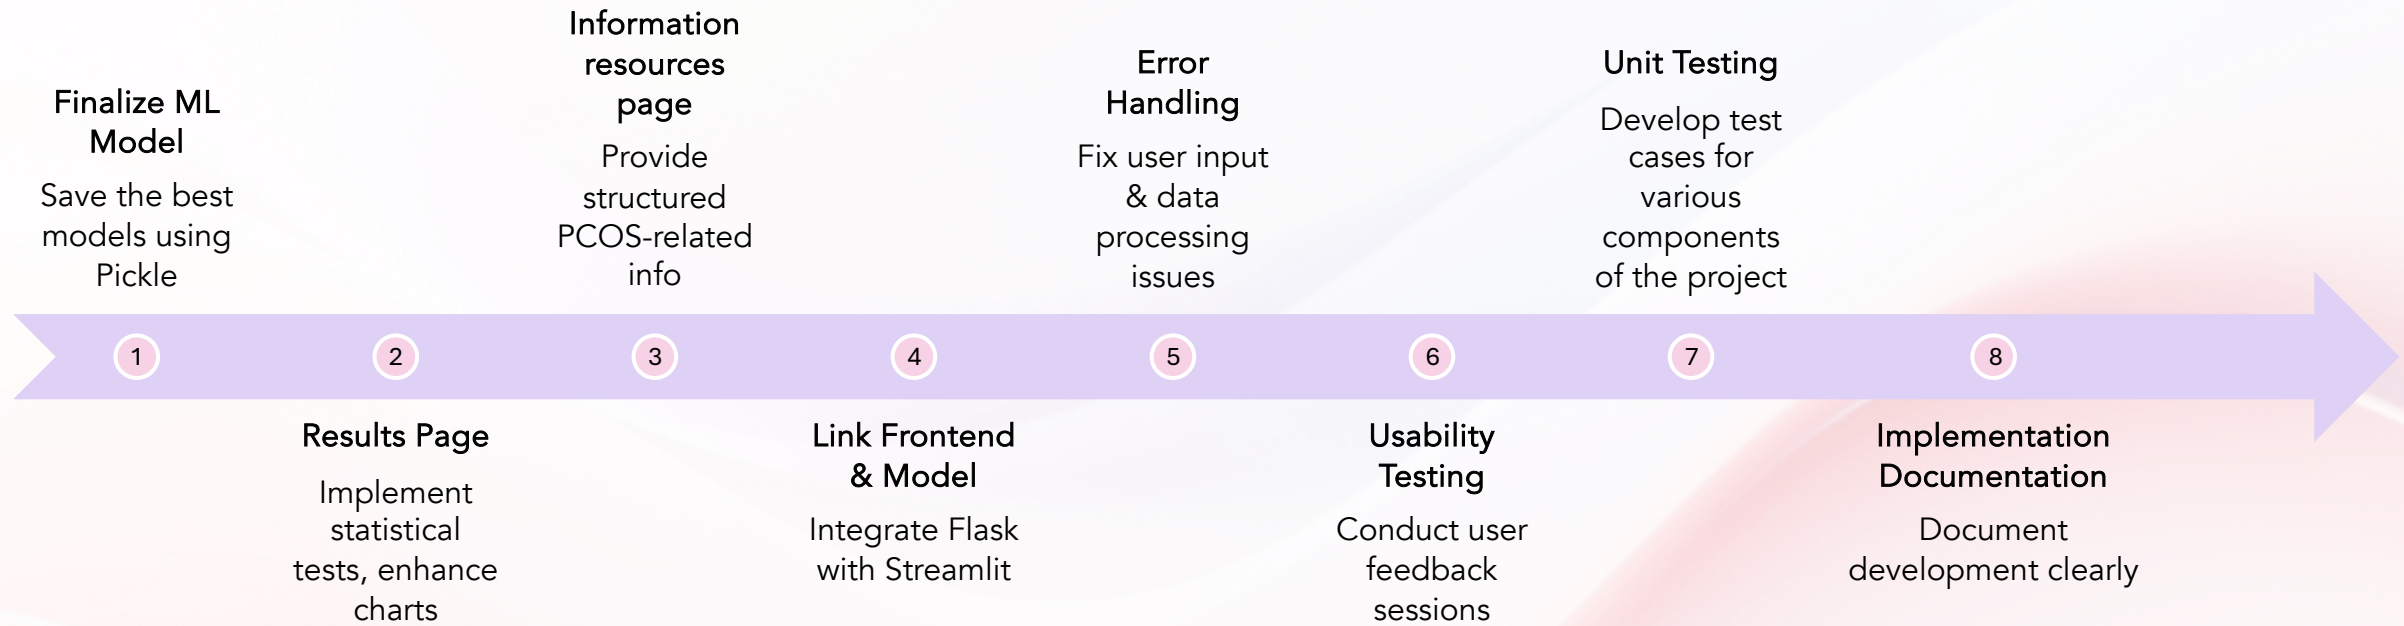 Finalize ML
Model
Save the best
models using
Pickle
1
Results Page
Implement
statistical
tests, enhance
charts
2
Information
resources
page
Provide
structured
PCOS-related
info
3
Link Frontend
& Model
Integrate Flask
with Streamlit
4
Error
Handling
Fix user input
& data
processing
issues
5
Usability
Testing
Conduct user
feedback
sessions
6
Unit Testing
Develop test
cases for
various
components
of the project
7
Implementation
Documentation
Document
development clearly
8